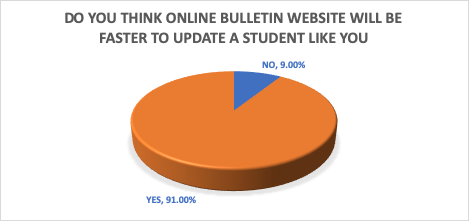 DO YOU THINK ONLINE BULLETIN WEBSITE WILL BE
FASTER TO UPDATE A STUDENT LIKE YOU
NO, 9.00%
YES, 91.00%